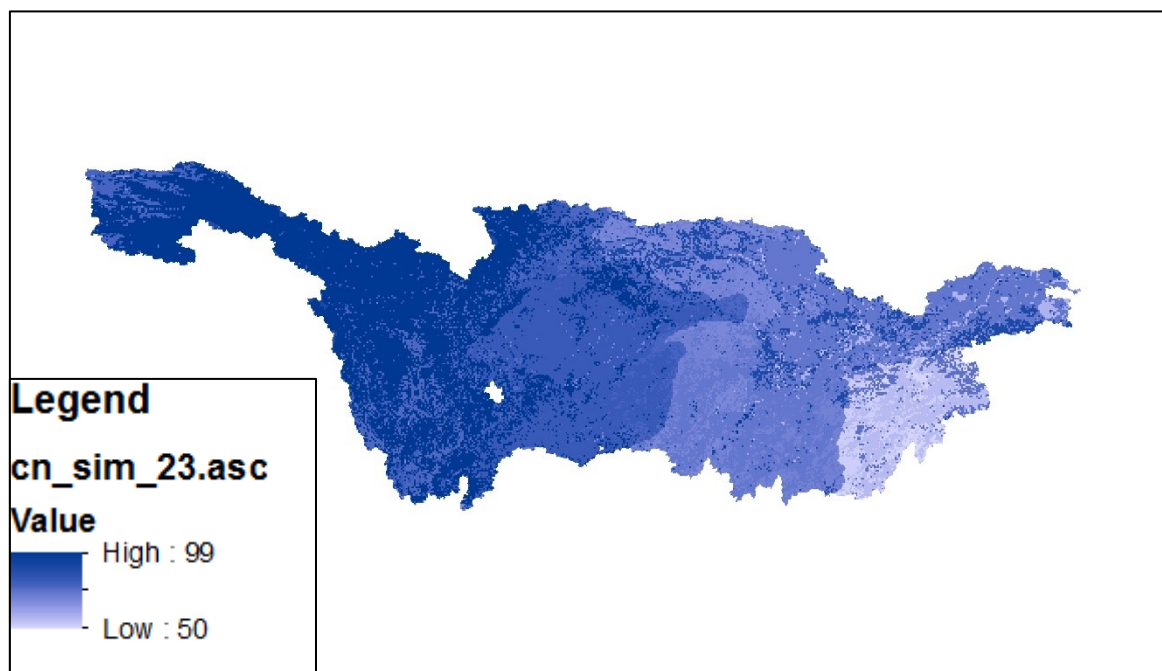 Legend
cn_sim_23.asc
Value
High : 99
Low : 50